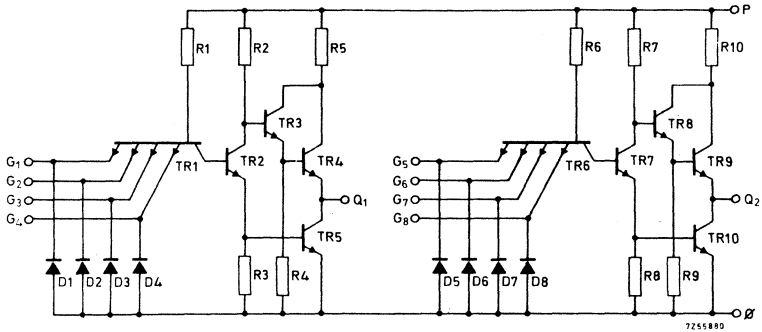 P
R1 R2 R5 R6 R7 R10
TR3 TR8
G1 G5
TR1 TR2 TR4 TR6 TR7 TR9
G2 G6
G3 Q1 G7 Q2
G4 G8
TR5 TR10
D1 D2 D3 D4 R3 R4 D5 D6 D7 D8 R8 R9
Ø
7Z55880